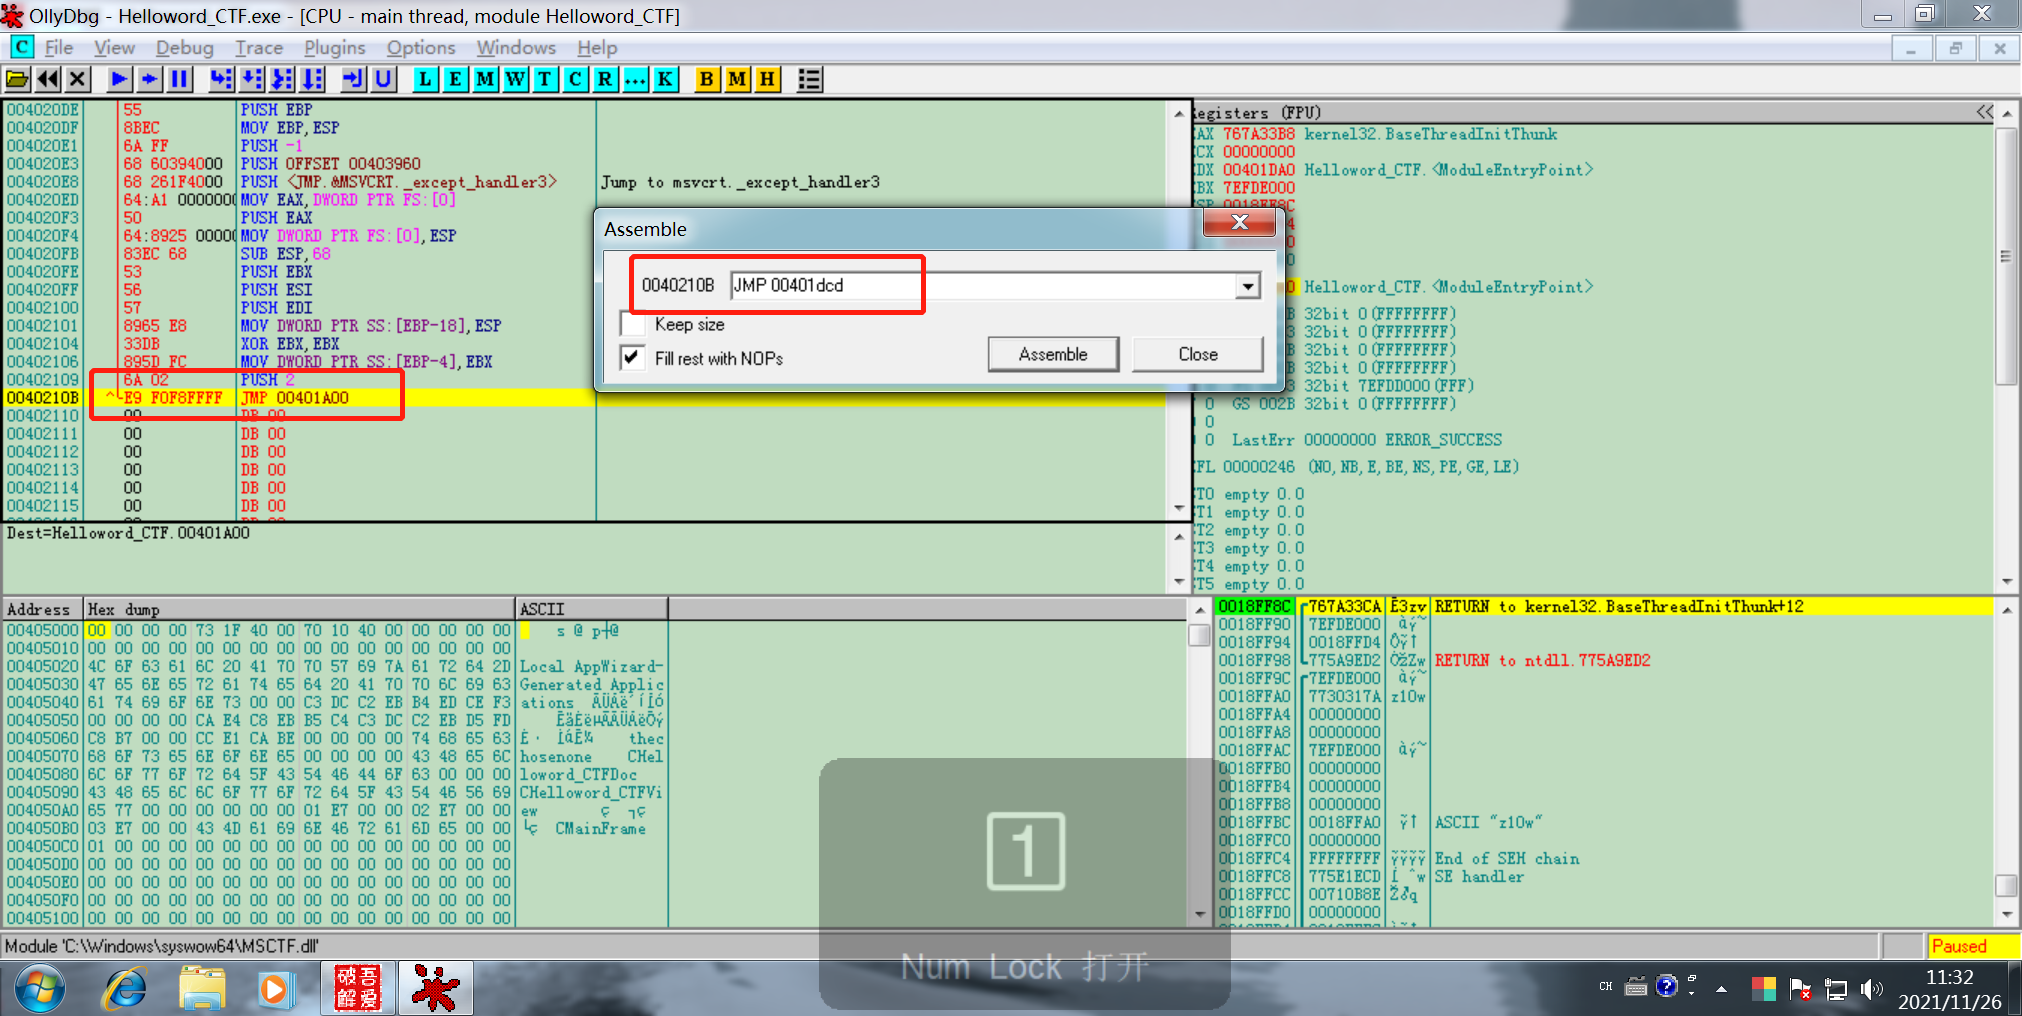 OllyDbg - Helloword_CTF.exe - [CPU - main thread, module Helloword_CTF]
C File View Debug Trace Plugins Options Windows Help
L E M W T C R ... K B M H
004020DE 55 PUSH EBP
004020DF 8BEC MOV EBP,ESP
004020E1 6A FF PUSH -1
004020E3 68 60394000 PUSH OFFSET 00403960
004020E8 68 261F4000 PUSH <JMP.&MSVCRT._except_handler3> Jump to msvcrt._except_handler3
004020ED 64:A1 0000000 MOV EAX,DWORD PTR FS:[0]
004020F3 50 PUSH EAX
004020F4 64:8925 00000 MOV DWORD PTR FS:[0],ESP
004020FB 83EC 68 SUB ESP,68
004020FE 53 PUSH EBX
004020FF 56 PUSH ESI
00402100 57 PUSH EDI
00402101 8965 E8 MOV DWORD PTR SS:[EBP-18],ESP
00402104 33DB XOR EBX,EBX
00402106 895D FC MOV DWORD PTR SS:[EBP-4],EBX
00402109 6A 02 PUSH 2
0040210B E9 F0F8FFFF JMP 00401A00
00402110 00 DB 00
00402111 00 DB 00
00402112 00 DB 00
00402113 00 DB 00
00402114 00 DB 00
00402115 00 DB 00
Dest=Helloword_CTF.00401A00
Assemble
0040210B JMP 00401dcd
Keep size
Fill rest with NOPs
Assemble Close
egisters (FPU) <<
AX 767A33B8 kernel32.BaseThreadInitThunk
CX 00000000
DX 00401DA0 Helloword_CTF.<ModuleEntryPoint>
BX 7EFDE000
SP 0018FF8C
4
0
0
0 Helloword_CTF.<ModuleEntryPoint>
B 32bit 0(FFFFFFFF)
3 32bit 0(FFFFFFFF)
B 32bit 0(FFFFFFFF)
B 32bit 0(FFFFFFFF)
3 32bit 7EFDD000(FFF)
0 GS 002B 32bit 0(FFFFFFFF)
0
0 LastErr 00000000 ERROR_SUCCESS
FL 00000246 (NO,NB,E,BE,NS,PE,GE,LE)
T0 empty 0.0
T1 empty 0.0
T2 empty 0.0
T3 empty 0.0
T4 empty 0.0
T5 empty 0.0
Address Hex dump ASCII
00405000 00 00 00 00 73 1F 40 00 70 10 40 00 00 00 00 00 s @ p @
00405010 00 00 00 00 00 00 00 00 00 00 00 00 00 00 00 00
00405020 4C 6F 63 61 6C 20 41 70 70 57 69 7A 61 72 64 2D Local AppWizard-
00405030 47 65 6E 65 72 61 74 65 64 20 41 70 70 6C 69 63 Generated Applic
00405040 61 74 69 6F 6E 73 00 00 C3 DC C2 EB B4 ED CE F3 ations ÃÜÂë´íÎó
00405050 00 00 00 00 CA E4 C8 EB B5 C4 C3 DC C2 EB D5 FD ÊäÈëµÄÃÜÂëÕý
00405060 C8 B7 00 00 CC E1 CA BE 00 00 00 00 74 68 65 63 È· ÌáÊ¾ thec
00405070 68 6F 73 65 6E 6F 6E 65 00 00 00 00 43 48 65 6C hosenone CHel
00405080 6C 6F 77 6F 72 64 5F 43 54 46 44 6F 63 00 00 00 loword_CTFDoc
00405090 43 48 65 6C 6C 6F 77 6F 72 64 5F 43 54 46 56 69 CHelloword_CTFVi
004050A0 65 77 00 00 00 00 00 00 01 E7 00 00 02 E7 00 00 ew ç ç
004050B0 03 E7 00 00 43 4D 61 69 6E 46 72 61 6D 65 00 00 ç CMainFrame
004050C0 01 00 00 00 00 00 00 00 00 00 00 00 00 00 00 00
004050D0 00 00 00 00 00 00 00 00 00 00 00 00 00 00 00 00
004050E0 00 00 00 00 00 00 00 00 00 00 00 00 00 00 00 00
004050F0 00 00 00 00 00 00 00 00 00 00 00 00 00 00 00 00
00405100 00 00 00 00 00 00 00 00 00 00 00 00 00 00 00 00
0018FF8C 767A33CA Ê3zv RETURN to kernel32.BaseThreadInitThunk+12
0018FF90 7EFDE000 àý~
0018FF94 0018FFD4 Ôÿ↑
0018FF98 775A9ED2 ÒžZw RETURN to ntdll.775A9ED2
0018FF9C 7EFDE000 àý~
0018FFA0 7730317A z10w
0018FFA4 00000000
0018FFA8 00000000
0018FFAC 7EFDE000 àý~
0018FFB0 00000000
0018FFB4 00000000
0018FFB8 00000000
0018FFBC 0018FFA0 ÿ↑ ASCII "z10w"
0018FFC0 00000000
0018FFC4 FFFFFFFF ÿÿÿÿ End of SEH chain
0018FFC8 775E1ECD Í ^w SE handler
0018FFCC 00710B8E Ž♂q
0018FFD0 00000000
1
Num Lock 打开
Module 'C:\Windows\syswow64\MSCTF.dll' Paused
吾爱破解
CH
11:32
2021/11/26